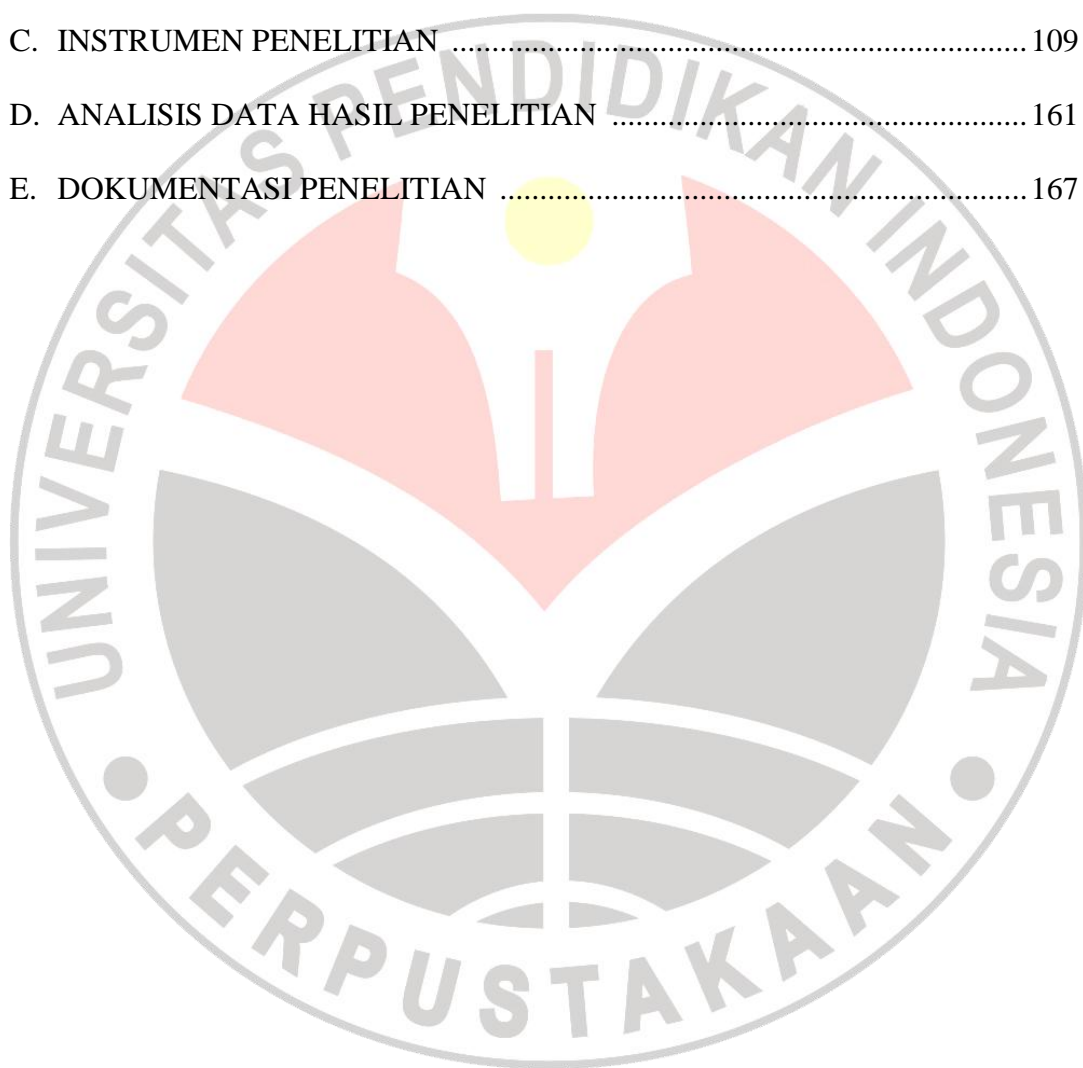 C. INSTRUMEN PENELITIAN ........................................................................ 109
D. ANALISIS DATA HASIL PENELITIAN .................................................... 161
E. DOKUMENTASI PENELITIAN .................................................................. 167
UNIVERSITAS PENDIDIKAN INDONESIA
PERPUSTAKAAN